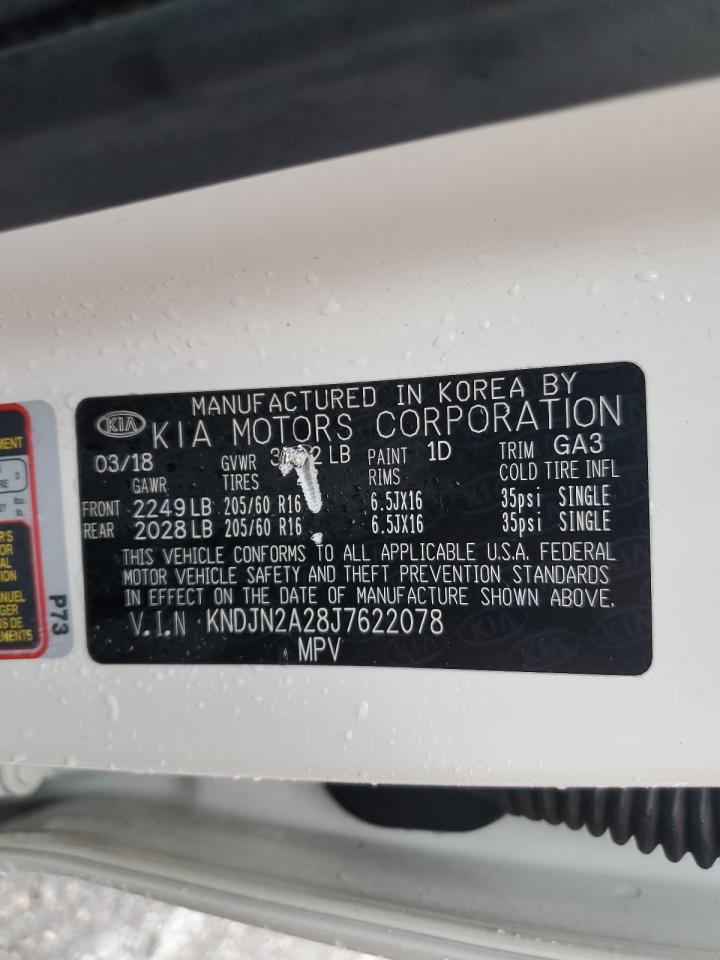 MANUFACTURED IN KOREA BY
KIA KIA MOTORS CORPORATION
03/18 GVWR LB PAINT 1D TRIM GA3
GAWR TIRES RIMS COLD TIRE INFL
FRONT 2249 LB 205/60 R16 6.5JX16 35psi SINGLE
REAR 2028 LB 205/60 R16 6.5JX16 35psi SINGLE
THIS VEHICLE CONFORMS TO ALL APPLICABLE U.S.A. FEDERAL
MOTOR VEHICLE SAFETY AND THEFT PREVENTION STANDARDS
IN EFFECT ON THE DATE OF MANUFACTURE SHOWN ABOVE.
V.I.N KNDJN2A28J7622078
MPV
P73